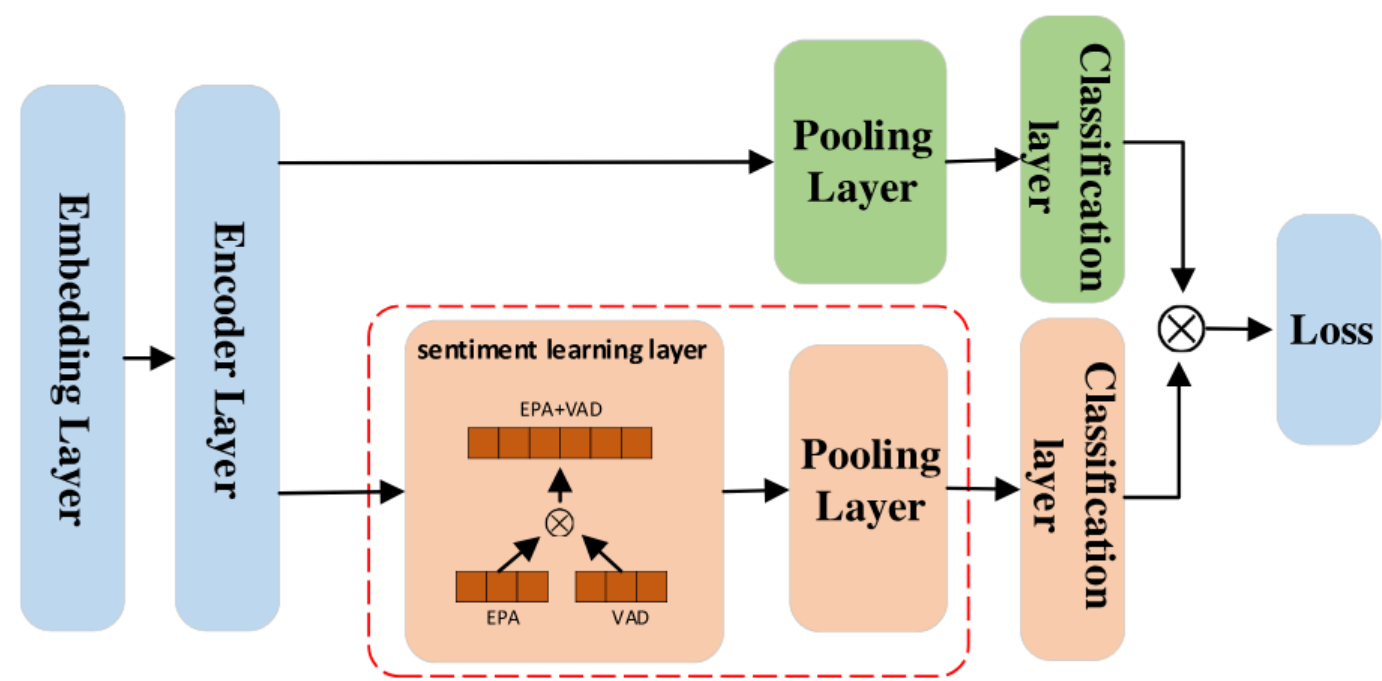 Embedding Layer
Encoder Layer
Pooling
Layer
Classification
layer
sentiment learning layer
EPA+VAD
EPA
VAD
Pooling
Layer
Classification
layer
Loss